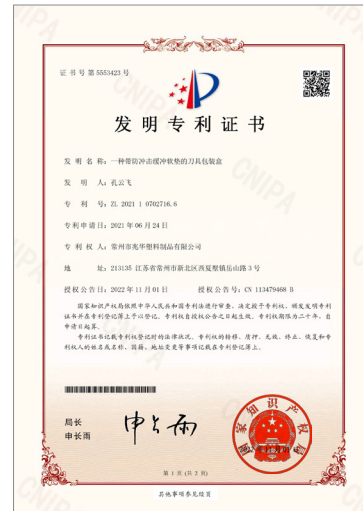 证书号第5553423号
发明专利证书
发 明 名 称：一种带防冲击缓冲软垫的刀具包装盒
发 明 人：孔云飞
专 利 号：ZL 2021 1 0702716.6
专利申请日：2021年06月24日
专 利 权 人：常州市兆华塑料制品有限公司
地 址：213135 江苏省常州市新北区西夏墅镇岳山路3号
授权公告日：2022年11月01日 授权公告号：CN 113479468 B
国家知识产权局依照中华人民共和国专利法进行审查，决定授予专利权，颁发发明专利
证书并在专利登记簿上予以登记。专利权自授权公告之日起生效。专利权期限为二十年，自
申请日起算。
专利证书记载专利权登记时的法律状况。专利权的转移、质押、无效、终止、恢复和专
利权人的姓名或名称、国籍、地址变更等事项记载在专利登记簿上。
局长
申长雨
申长雨
国家知识产权局
第 1 页 (共 2 页)
其他事项参见续页
CNIPA